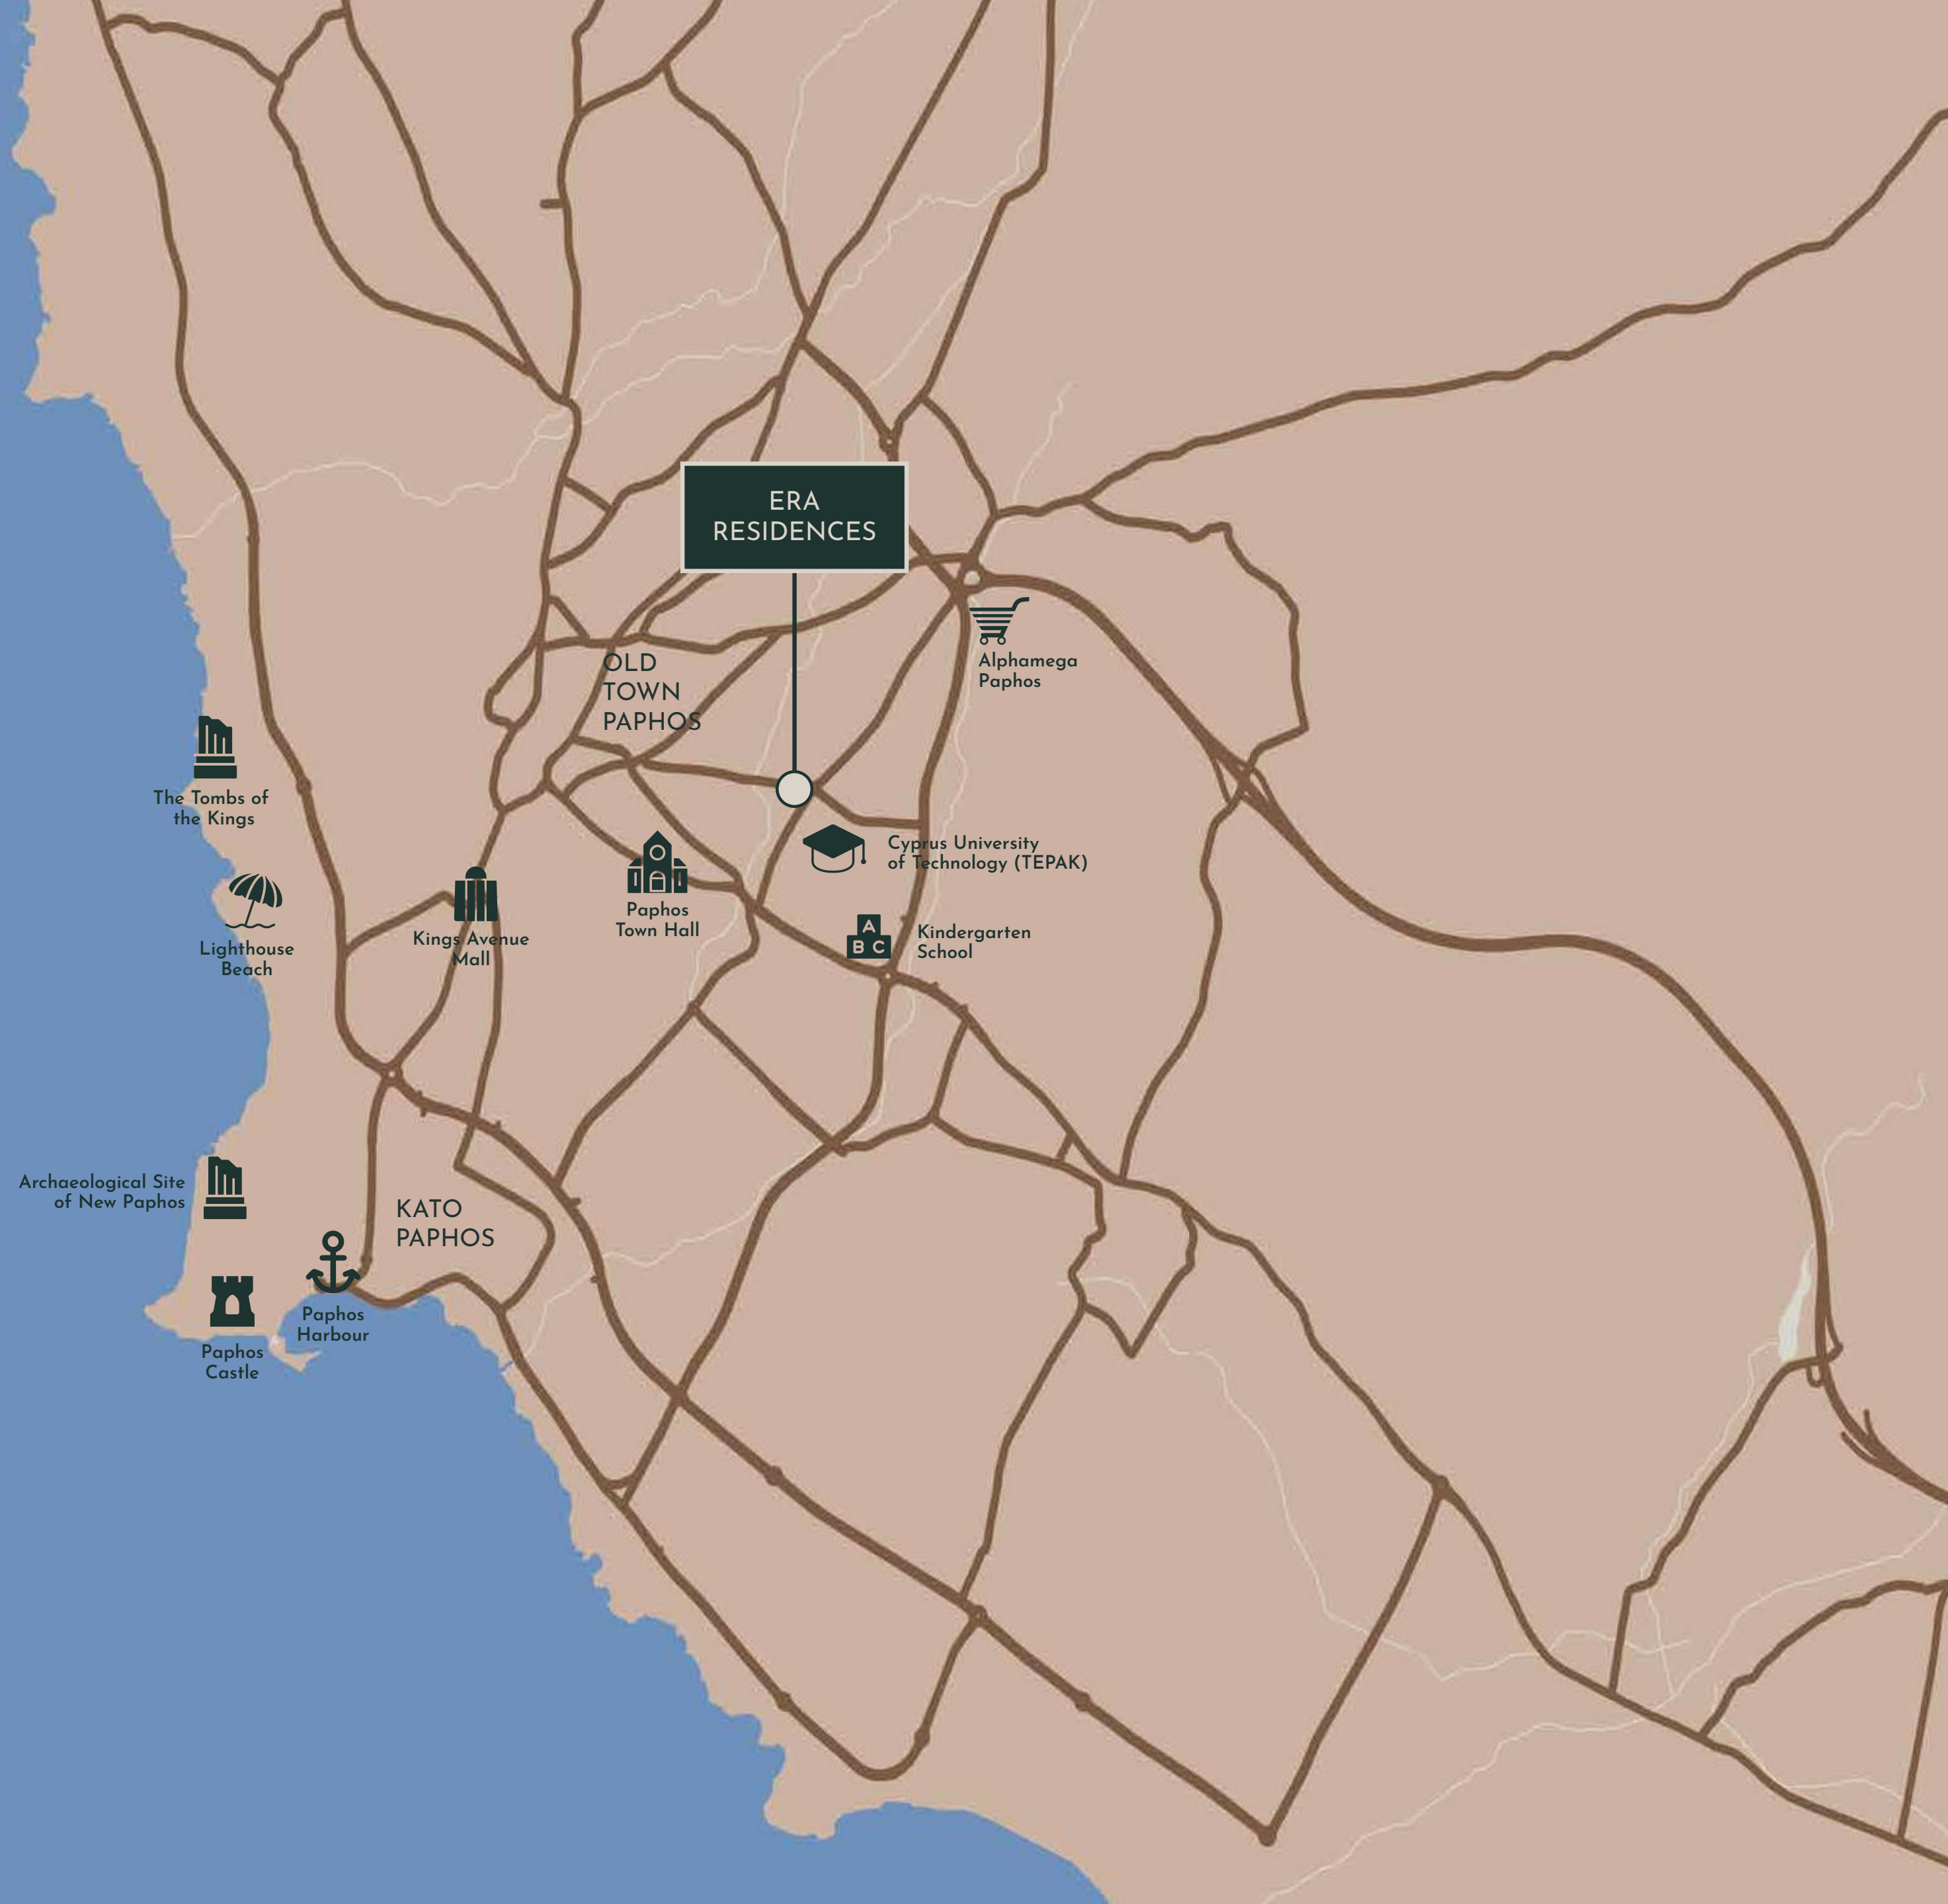 ERA
RESIDENCES
Alphamega
Paphos
OLD
TOWN
PAPHOS
The Tombs of
the Kings
Cyprus University
of Technology (TEPAK)
Paphos
Town Hall
A
B C
Kindergarten
School
Kings Avenue
Mall
Lighthouse
Beach
Archaeological Site
of New Paphos
KATO
PAPHOS
Paphos
Harbour
Paphos
Castle